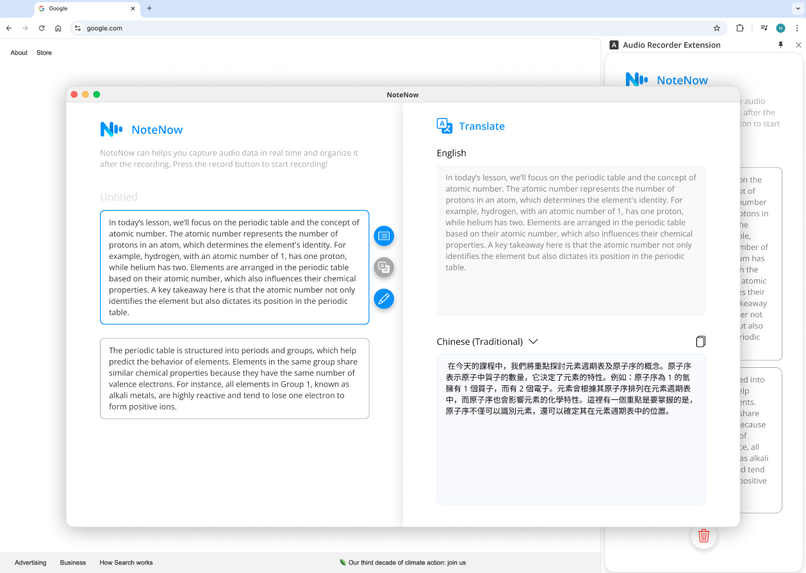 Google
google.com
About
Store
Audio Recorder Extension
NoteNow
NoteNow
NoteNow
NoteNow can helps you capture audio data in real time and organize it
after the recording. Press the record button to start recording!
Untitled
In today's lesson, we'll focus on the periodic table and the concept of
atomic number. The atomic number represents the number of
protons in an atom, which determines the element's identity. For
example, hydrogen, with an atomic number of 1, has one proton,
while helium has two. Elements are arranged in the periodic table
based on their atomic number, which also influences their chemical
properties. A key takeaway here is that the atomic number not only
identifies the element but also dictates its position in the periodic
table.
The periodic table is structured into periods and groups, which help
predict the behavior of elements. Elements in the same group share
similar chemical properties because they have the same number of
valence electrons. For instance, all elements in Group 1, known as
alkali metals, are highly reactive and tend to lose one electron to
form positive ions.
Translate
English
In today's lesson, we'll focus on the periodic table and the concept of
atomic number. The atomic number represents the number of
protons in an atom, which determines the element's identity. For
example, hydrogen, with an atomic number of 1, has one proton,
while helium has two. Elements are arranged in the periodic table
based on their atomic number, which also influences their chemical
properties. A key takeaway here is that the atomic number not only
identifies the element but also dictates its position in the periodic
table.
Chinese (Traditional)
在今天的課程中，我們將重點探討元素週期表及原子序的概念。原子序
表示原子中質子的數量，它決定了元素的特性。例如：原子序為 1 的氫
擁有 1 個質子，而有 2 個電子。元素會根據其原子序排列在元素週期表
中，而原子序也會影響元素的化學特性。這裡有一個重點是要掌握的是，
原子序不僅可以識別元素，還可以確定其在元素週期表中的位置。
audio
after the
on to start
on the
pt of
umber
otons in
he
ple,
mber of
um has
n the
atomic
s their
keaway
er not
ut also
riodic
ed into
elp
ents.
share
ecause
of
ce, all
as alkali
d tend
positive
Advertising
Business
How Search works
Our third decade of climate action: join us